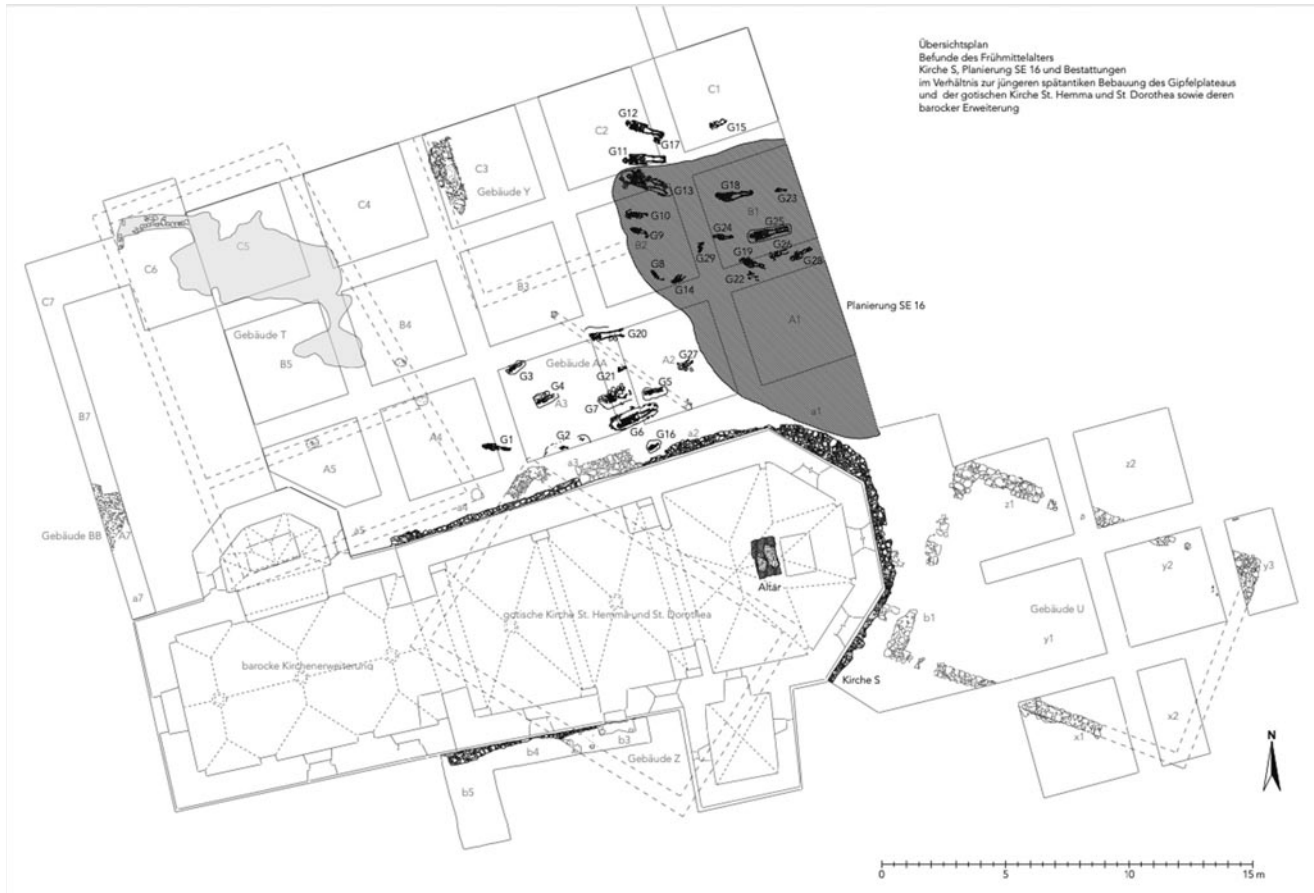 Übersichtsplan
Befunde des Frühmittelalters
Kirche S, Planierung SE 16 und Bestattungen
im Verhältnis zur jüngeren spätantiken Bebauung des Gipfelplateaus
und der gotischen Kirche St. Hemma und St Dorothea sowie deren
barocker Erweiterung
C1
G12
C2
G15
G17
G11
C3
Gebäude Y
G13
G18
G23
C4
G10
B1
G25
G9
G24
B2
C5
G26
G29
G19
G28
C6
G8
G22
G14
B3
C7
Planierung SE 16
A1
B4
Gebäude T
G20
B5
G27
Gebäude AA
A2
G3
G21
G4
G5
A3
G7
a1
B7
G6
A4
G1
G2
G16
a2
a3
A5
z2
z1
a4
Gebäude BB
A7
a5
y2
y3
Altar
a7
gotische Kirche St. Hemma und St. Dorothea
b1
Gebäude U
y1
barocke Kirchenerweiterung
Kirche S
x2
x1
N
b4
b3
Gebäude Z
b5
0
5
10
15 m